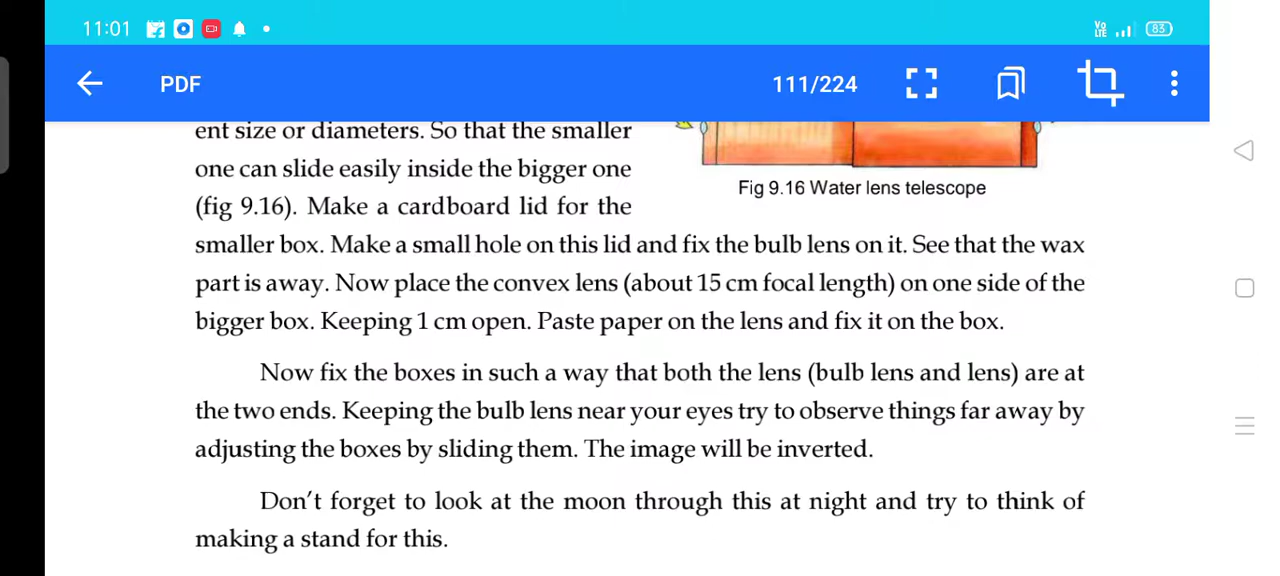 11:01
Vo LTE 83
PDF
111/224
ent size or diameters. So that the smaller
one can slide easily inside the bigger one
(fig 9.16). Make a cardboard lid for the
Fig 9.16 Water lens telescope
smaller box. Make a small hole on this lid and fix the bulb lens on it. See that the wax
part is away. Now place the convex lens (about 15 cm focal length) on one side of the
bigger box. Keeping 1 cm open. Paste paper on the lens and fix it on the box.
Now fix the boxes in such a way that both the lens (bulb lens and lens) are at
the two ends. Keeping the bulb lens near your eyes try to observe things far away by
adjusting the boxes by sliding them. The image will be inverted.
Don't forget to look at the moon through this at night and try to think of
making a stand for this.